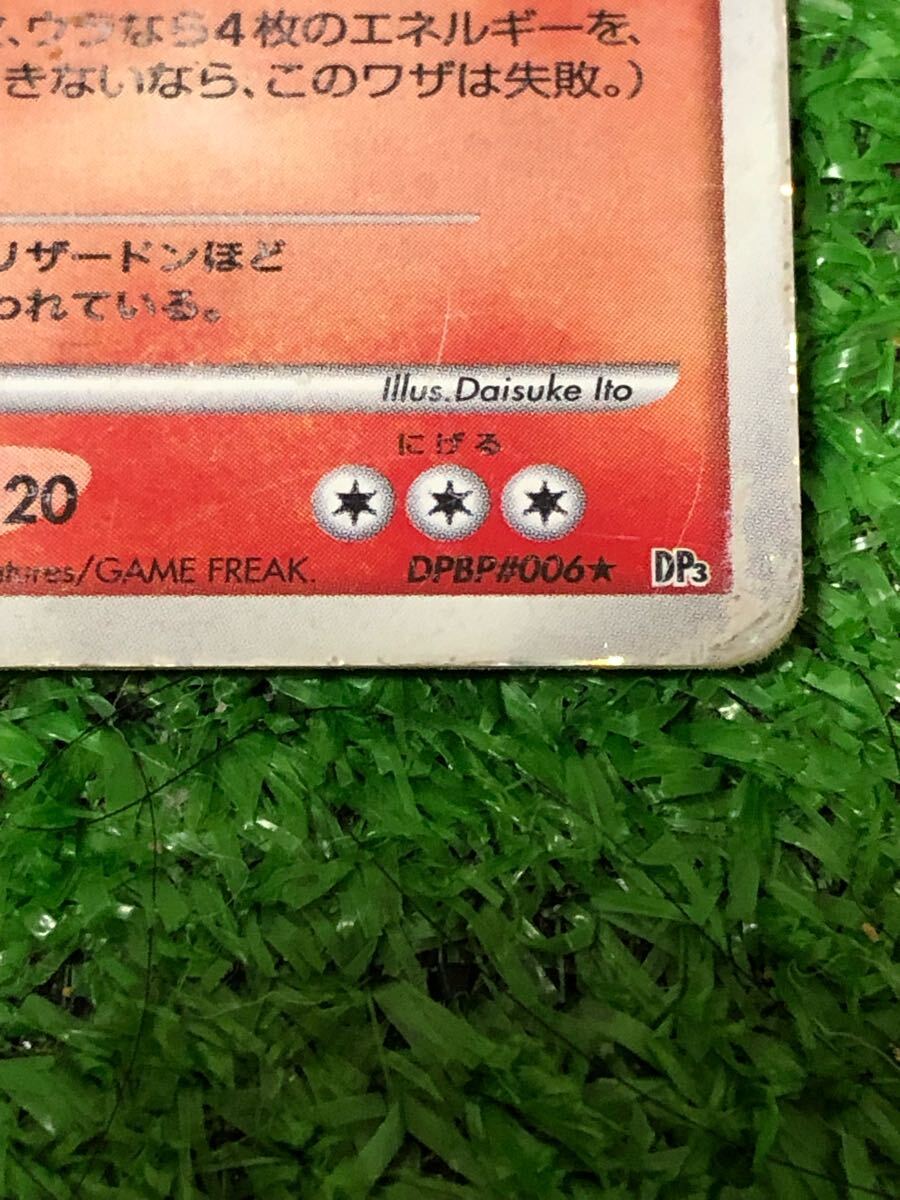 、ウラなら4枚のエネルギーを、
きないなら、このワザは失敗。）
リザードンほど
われている。
Illus. Daisuke Ito
にげる
20
atures/GAME FREAK.
DPBP#006★
DP3